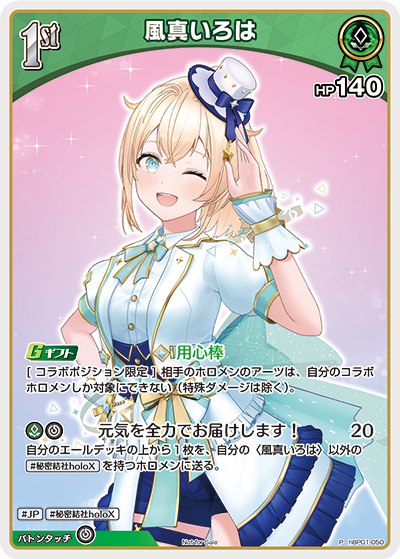 1st
風真いろは
HP140
Gギフト 用心棒
[ コラボポジション限定 ] 相手のホロメンのアーツは、自分のコラボ
ホロメンしか対象にできない (特殊ダメージは除く)。
元気を全力でお届けします! 20
自分のエールデッキの上から1枚を、自分の〈風真いろは〉以外の
#秘密結社holoX を持つホロメンに送る。
#JP #秘密結社holoX
バトンタッチ
Not for sale
P hBP01-050